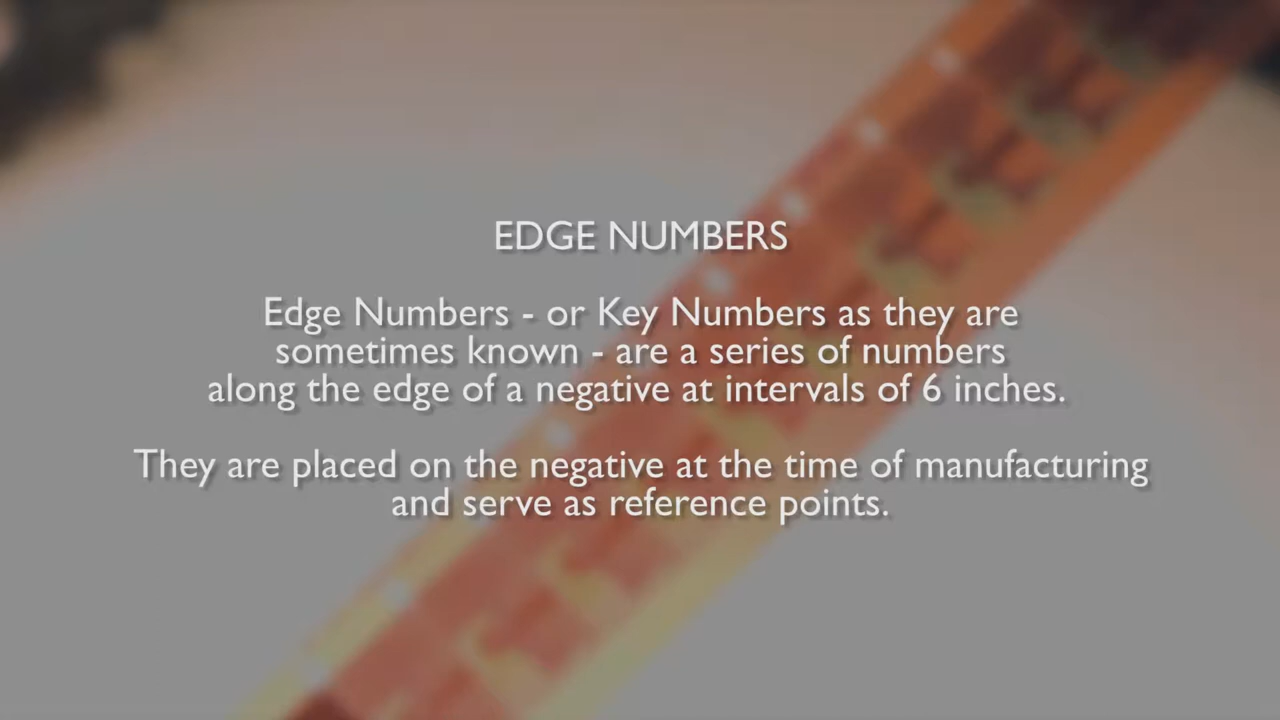 EDGE NUMBERS
Edge Numbers - or Key Numbers as they are
sometimes known - are a series of numbers
along the edge of a negative at intervals of 6 inches.
They are placed on the negative at the time of manufacturing
and serve as reference points.